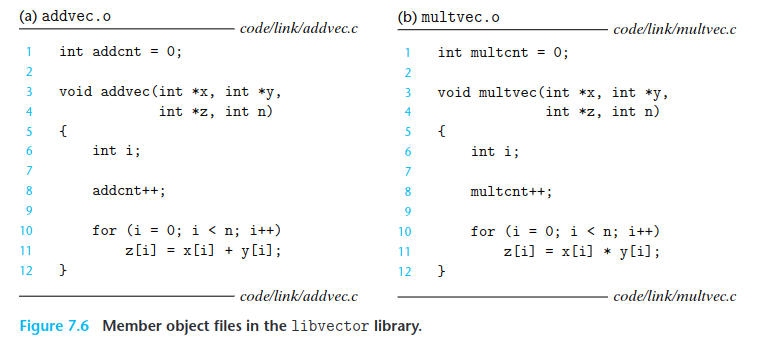 (a) addvec.o
code/link/addvec.c
1 int addcnt = 0;
2
3 void addvec(int *x, int *y,
4 int *z, int n)
5 {
6 int i;
7
8 addcnt++;
9
10 for (i = 0; i < n; i++)
11 z[i] = x[i] + y[i];
12 }
code/link/addvec.c
(b) multvec.o
code/link/multvec.c
1 int multcnt = 0;
2
3 void multvec(int *x, int *y,
4 int *z, int n)
5 {
6 int i;
7
8 multcnt++;
9
10 for (i = 0; i < n; i++)
11 z[i] = x[i] * y[i];
12 }
code/link/multvec.c
Figure 7.6 Member object files in the libvector library.